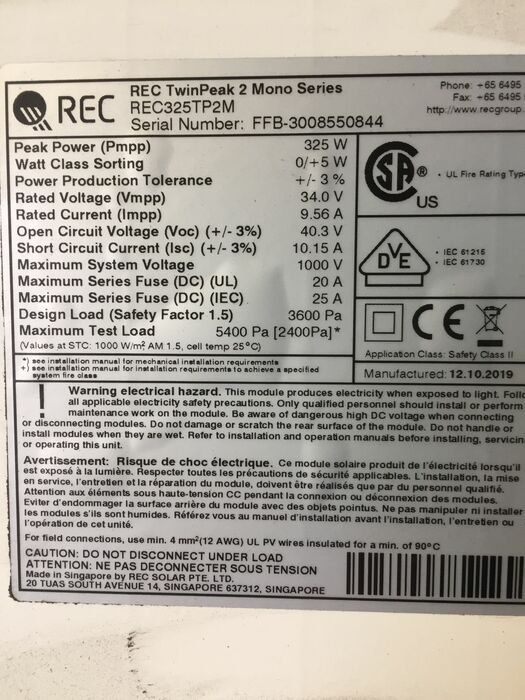 REC
REC TwinPeak 2 Mono Series
REC325TP2M
Serial Number: FFB-3008550844
Phone: +65 6495
Fax: +65 6495
http://www.recgroup.
Peak Power (Pmpp) 325 W
Watt Class Sorting 0/+5 W
Power Production Tolerance +/- 3 %
Rated Voltage (Vmpp) 34.0 V
Rated Current (Impp) 9.56 A
Open Circuit Voltage (Voc) (+/- 3%) 40.3 V
Short Circuit Current (Isc) (+/- 3%) 10.15 A
Maximum System Voltage 1000 V
Maximum Series Fuse (DC) (UL) 20 A
Maximum Series Fuse (DC) (IEC) 25 A
Design Load (Safety Factor 1.5) 3600 Pa
Maximum Test Load 5400 Pa [2400Pa]*
(Values at STC: 1000 W/m², AM 1.5, cell temp 25°C)
*) see installation manual for mechanical installation requirements
+) see installation manual for installation requirements to achieve a specified
system fire class
SA ®
US
• UL Fire Rating Typ
DVE
• IEC 61215
• IEC 61730
CE
Application Class: Safety Class II
Manufactured: 12.10.2019
! Warning electrical hazard. This module produces electricity when exposed to light. Follo
all applicable electricity safety precautions. Only qualified personnel should install or perform
maintenance work on the module. Be aware of dangerous high DC voltage when connecting
or disconnecting modules. Do not damage or scratch the rear surface of the module. Do not handle or
install modules when they are wet. Refer to installation and operation manuals before installing, servicin
or operating this unit.
Avertissement: Risque de choc électrique. Ce module solaire produit de l'électricité lorsqu'il
est exposé à la lumière. Respecter toutes les précautions de sécurité applicables. L'installation, la mise
en service, l'entretien et la réparation du module, doivent être réalisés que par du personnel qualifié.
Attention aux éléments sous haute-tension CC pendant la connexion ou déconnexion des modules.
Eviter d'endommager la surface arrière du module avec des objets pointus. Ne pas manipuler ni installer
les modules s'ils sont humides. Référez vous au manuel d'installation avant l'installation, l'entretien ou
l'opération de cet unité.
For field connections, use min. 4 mm²(12 AWG) UL PV wires insulated for a min. of 90°C
CAUTION: DO NOT DISCONNECT UNDER LOAD
ATTENTION: NE PAS DECONNECTER SOUS TENSION
Made in Singapore by REC SOLAR PTE. LTD.
20 TUAS SOUTH AVENUE 14, SINGAPORE 637312, SINGAPORE